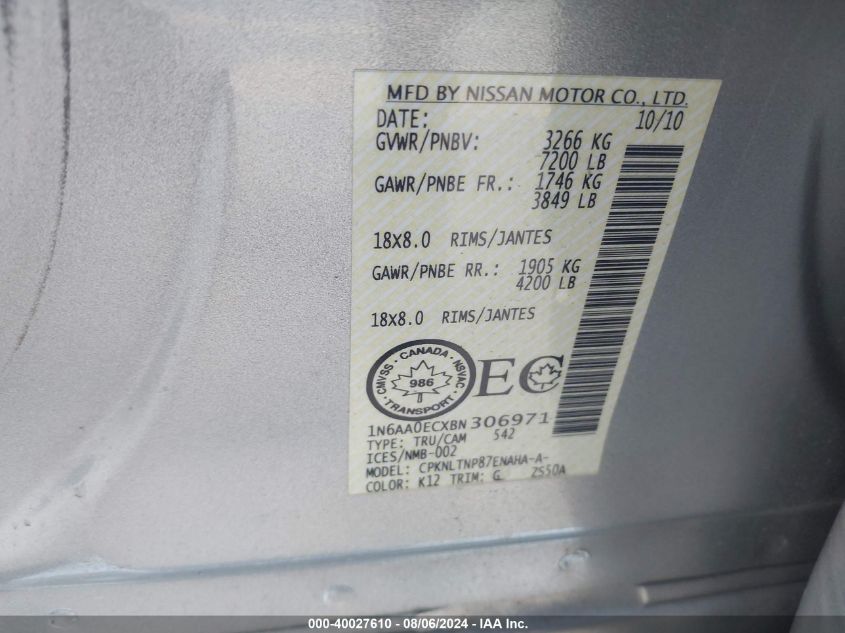 MFD BY NISSAN MOTOR CO., LTD.
DATE: 10/10
GVWR/PNBV: 3266 KG
7200 LB
GAWR/PNBE FR.: 1746 KG
3849 LB
18X8.0 RIMS/JANTES
GAWR/PNBE RR.: 1905 KG
4200 LB
18X8.0 RIMS/JANTES
CMVSS · CANADA · NSVAC · TRANSPORT ·
986
EC
1N6AA0ECXBN306971
TYPE: TRU/CAM 542
ICES/NMB-002
MODEL: CPKNLTNP87ENAHA-A-
COLOR: K12 TRIM: G ZS50A
000-40027610 - 08/06/2024 - IAA Inc.